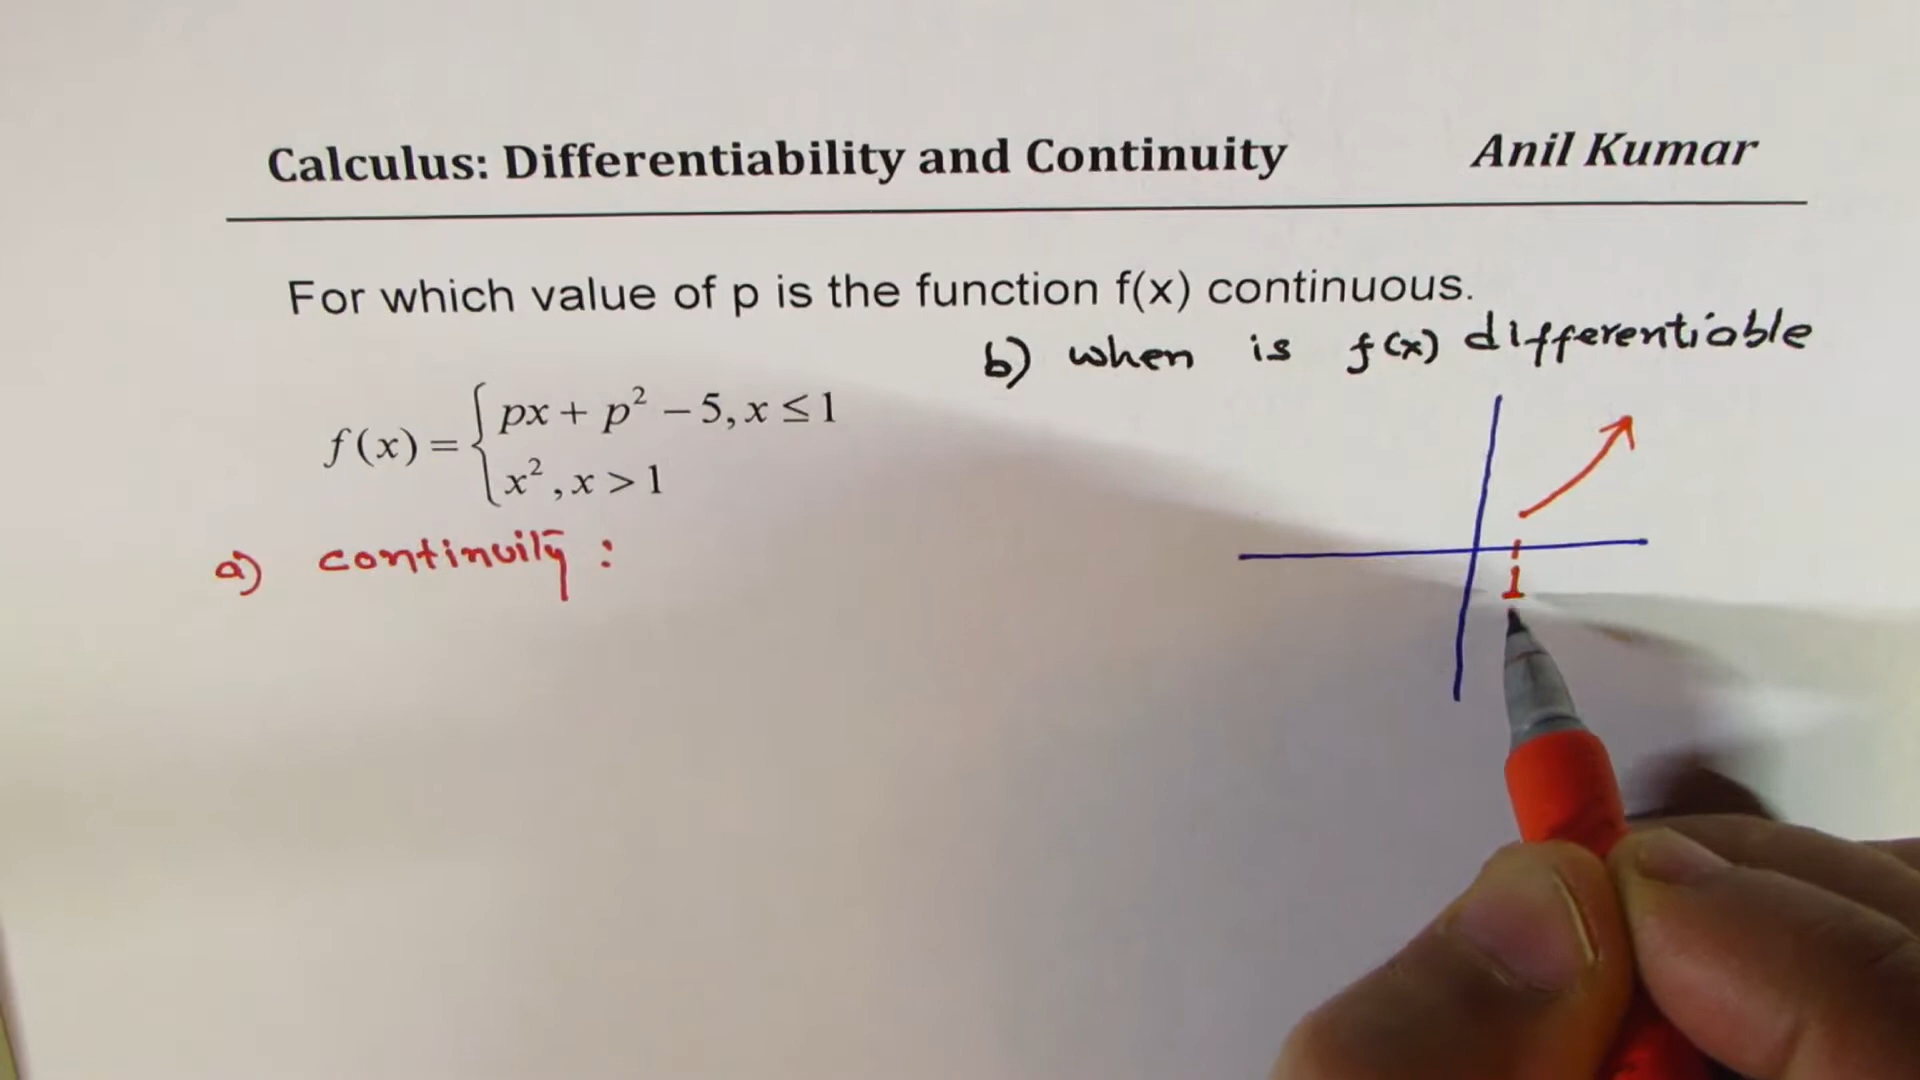 Calculus: Differentiability and Continuity Anil Kumar
For which value of p is the function f(x) continuous.
b) when is f(x) differentiable
f(x) = { px + p² − 5, x ≤ 1
x², x > 1
a) continuity :
1